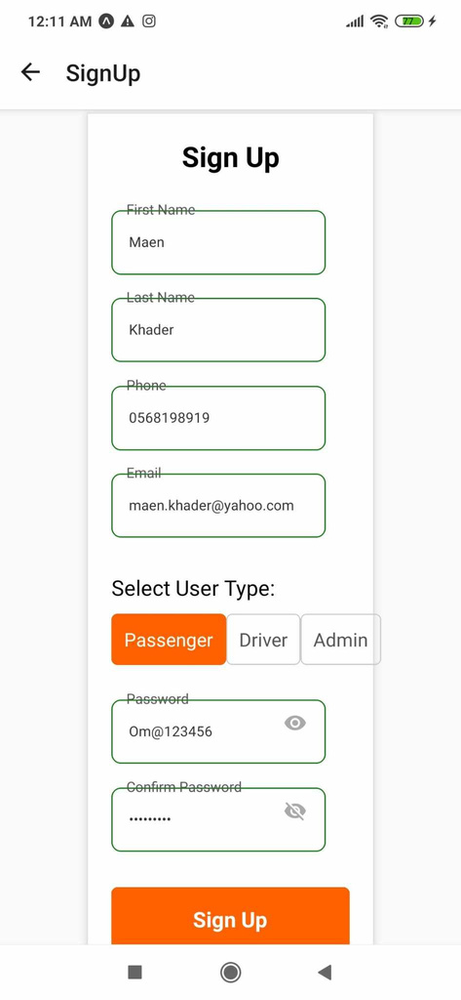 12:11 AM 77
SignUp
Sign Up
First Name
Maen
Last Name
Khader
Phone
0568198919
Email
maen.khader@yahoo.com
Select User Type:
Passenger Driver Admin
Password
Om@123456
Confirm Password
•••••••••
Sign Up